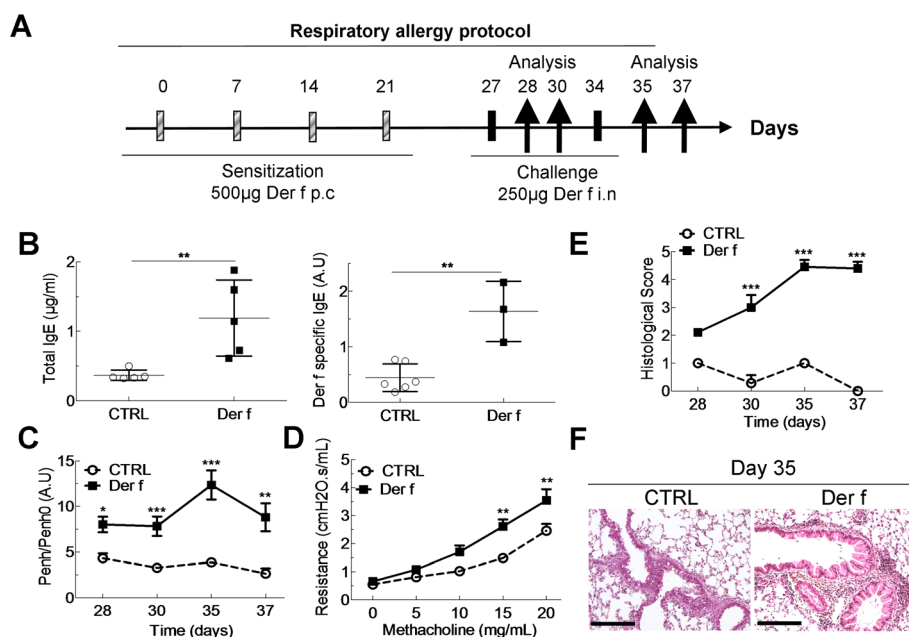 A
Respiratory allergy protocol
Analysis Analysis
0 7 14 21 27 28 30 34 35 37
Days
Sensitization
500µg Der f p.c
Challenge
250µg Der f i.n
B
Total IgE (µg/ml)
2
1
0
**
CTRL Der f
Der f specific IgE (A.U)
2
1
0
**
CTRL Der f
E
CTRL
Der f
Histological Score
6
4
2
0
*** *** ***
28 30 35 37
Time (days)
C
CTRL
Der f
Penh/Penh0 (A.U)
15
10
5
0
* *** *** **
28 30 35 37
Time (days)
D
CTRL
Der f
Resistance (cmH2O.s/mL)
5
4
3
2
1
0
** **
0 5 10 15 20
Methacholine (mg/mL)
F
Day 35
CTRL Der f